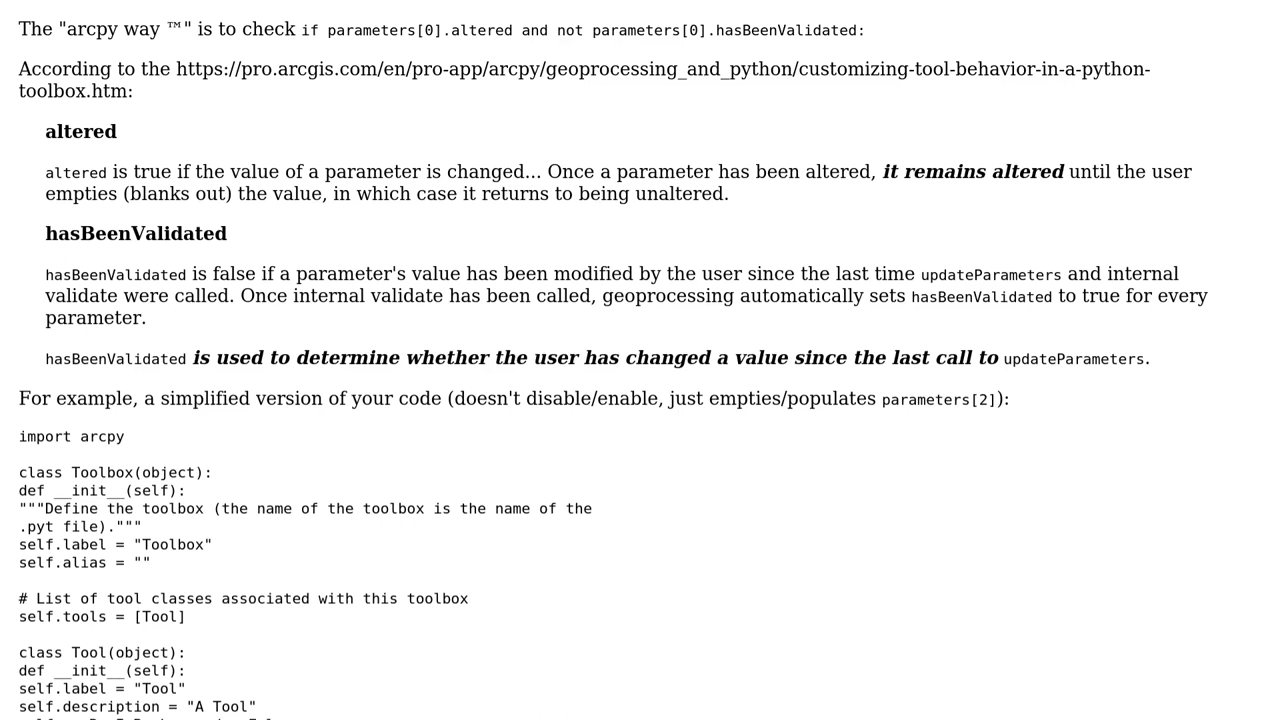 The "arcpy way ™" is to check if parameters[0].altered and not parameters[0].hasBeenValidated:
According to the https://pro.arcgis.com/en/pro-app/arcpy/geoprocessing_and_python/customizing-tool-behavior-in-a-python-
toolbox.htm:
altered
altered is true if the value of a parameter is changed... Once a parameter has been altered, it remains altered until the user
empties (blanks out) the value, in which case it returns to being unaltered.
hasBeenValidated
hasBeenValidated is false if a parameter's value has been modified by the user since the last time updateParameters and internal
validate were called. Once internal validate has been called, geoprocessing automatically sets hasBeenValidated to true for every
parameter.
hasBeenValidated is used to determine whether the user has changed a value since the last call to updateParameters.
For example, a simplified version of your code (doesn't disable/enable, just empties/populates parameters[2]):
import arcpy
class Toolbox(object):
def __init__(self):
"""Define the toolbox (the name of the toolbox is the name of the
.pyt file)."""
self.label = "Toolbox"
self.alias = ""
# List of tool classes associated with this toolbox
self.tools = [Tool]
class Tool(object):
def __init__(self):
self.label = "Tool"
self.description = "A Tool"